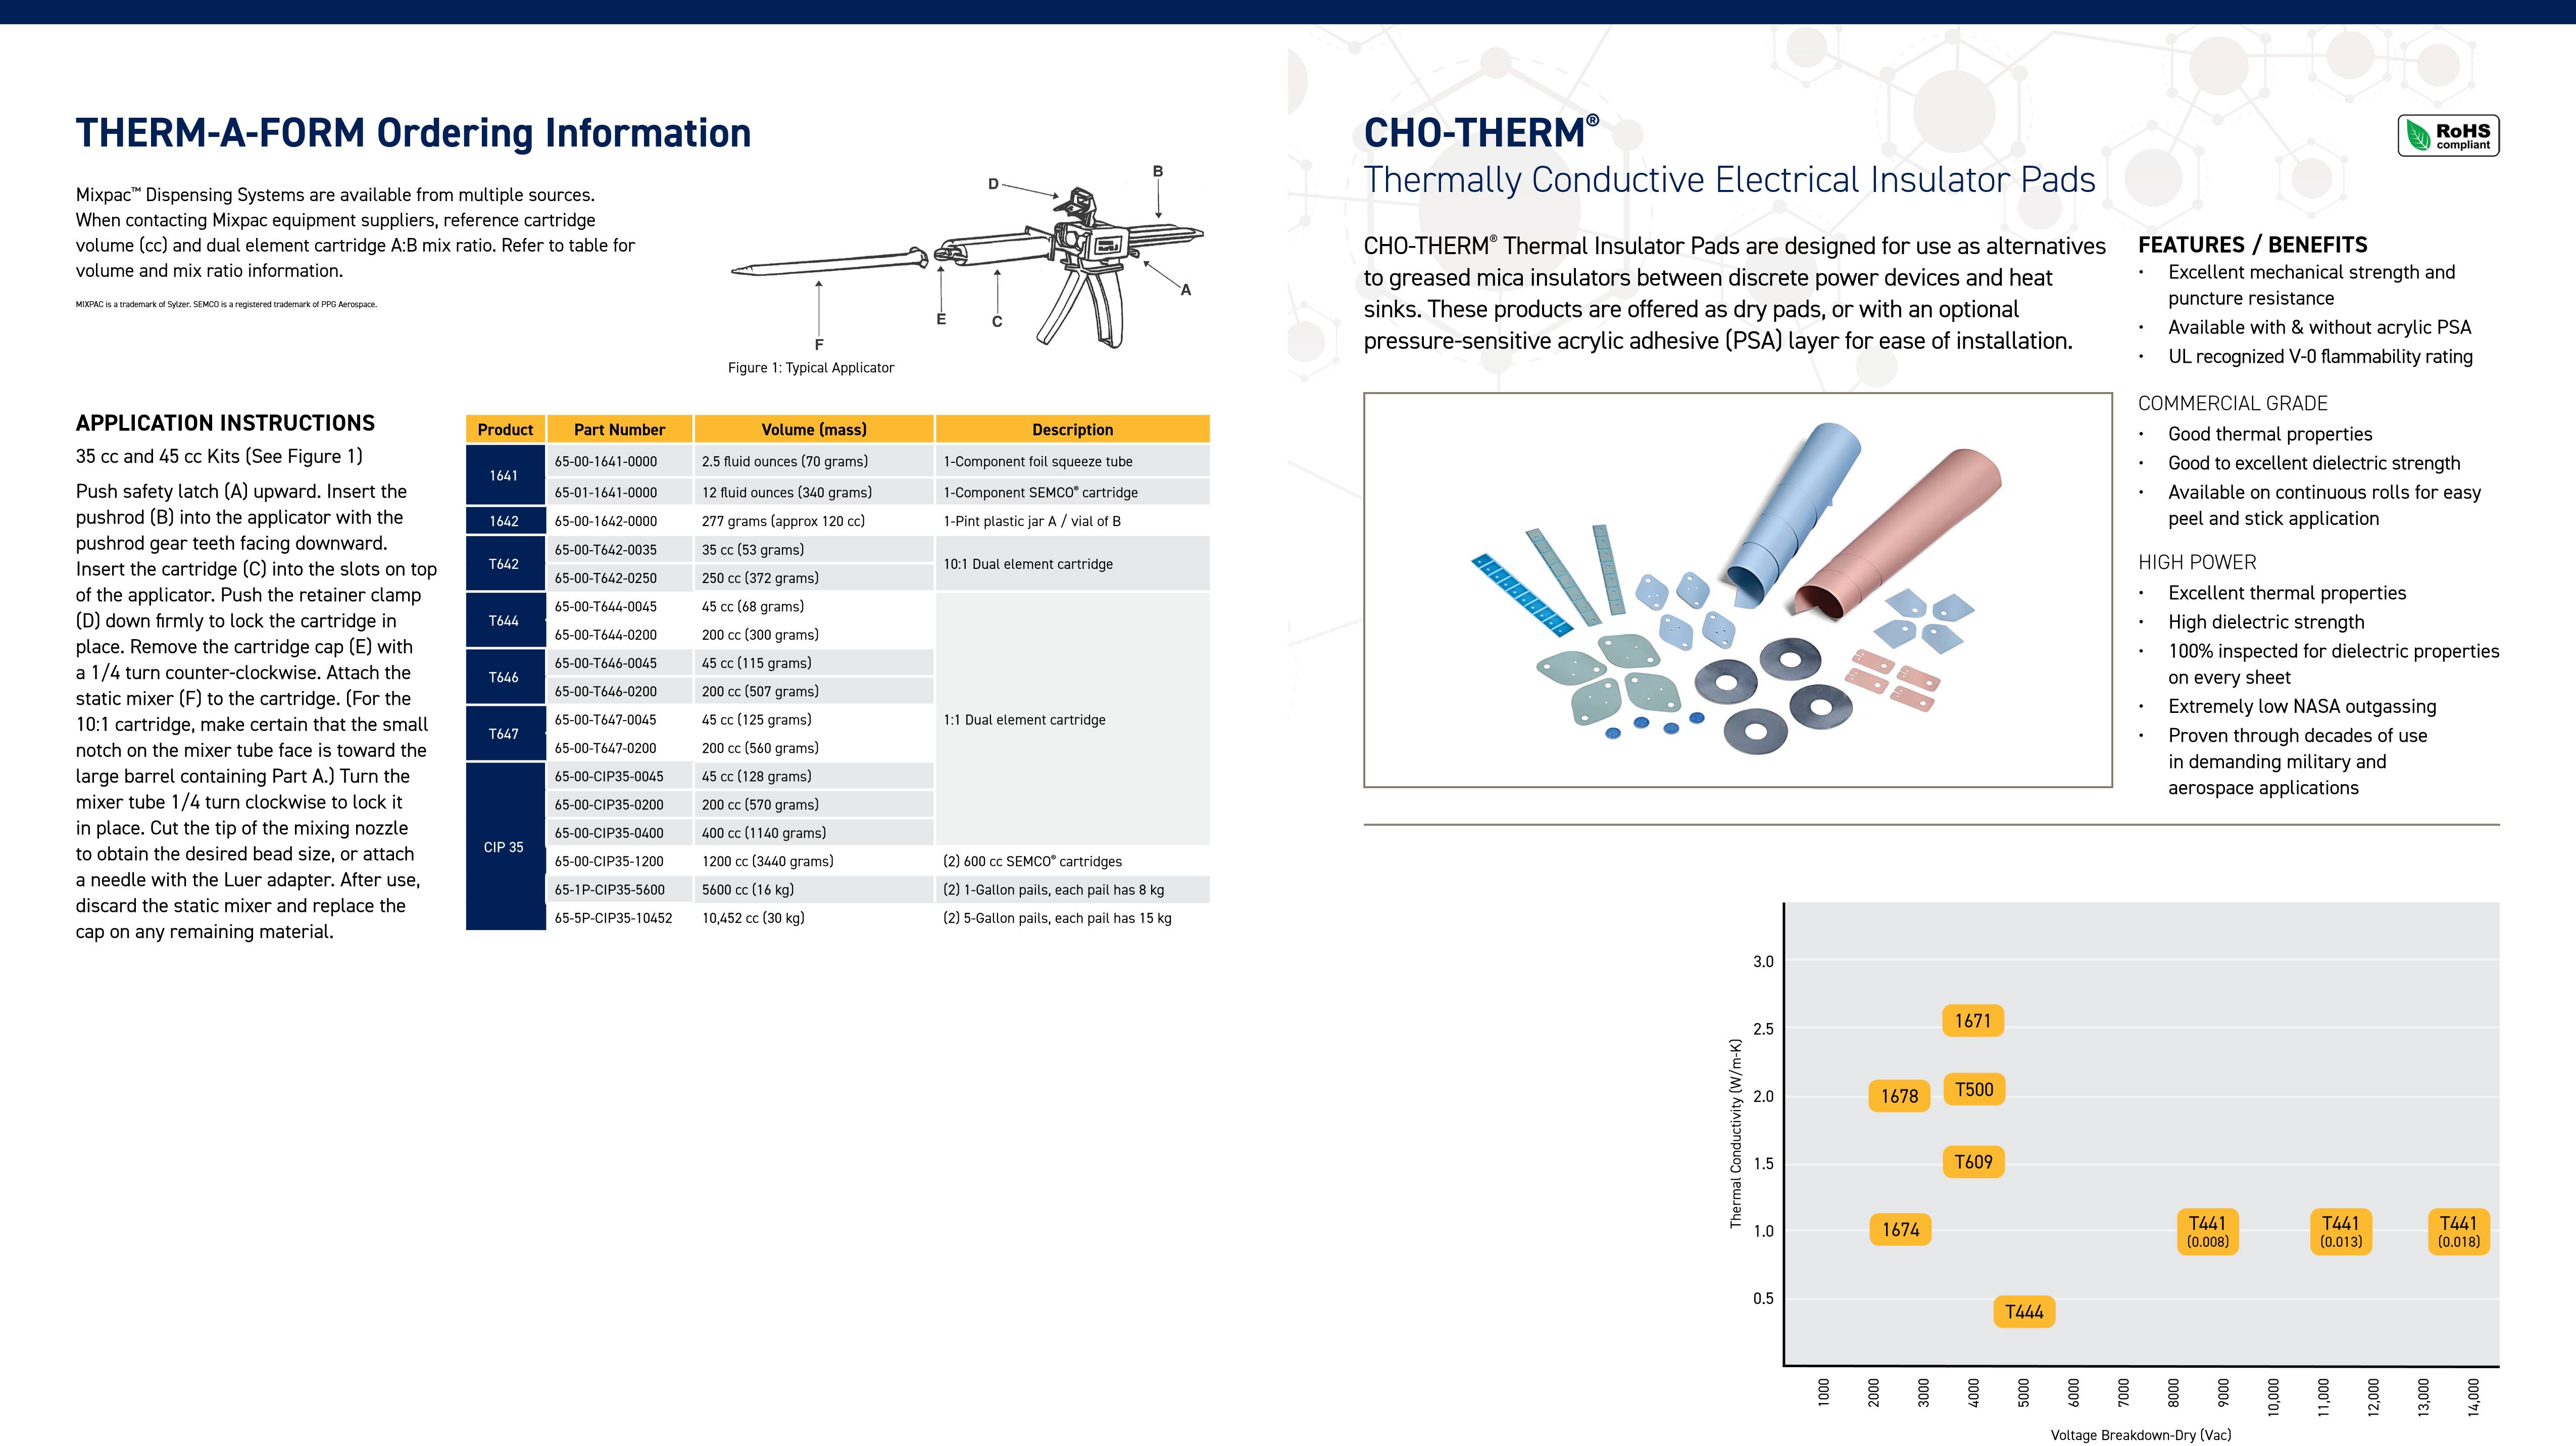 THERM-A-FORM Ordering Information
Mixpac™ Dispensing Systems are available from multiple sources.
When contacting Mixpac equipment suppliers, reference cartridge
volume (cc) and dual element cartridge A:B mix ratio. Refer to table for
volume and mix ratio information.
MIXPAC is a trademark of Sylzer. SEMCO is a registered trademark of PPG Aerospace.
D
B
A
E
C
F
Figure 1: Typical Applicator
APPLICATION INSTRUCTIONS
35 cc and 45 cc Kits (See Figure 1)
Push safety latch (A) upward. Insert the
pushrod (B) into the applicator with the
pushrod gear teeth facing downward.
Insert the cartridge (C) into the slots on top
of the applicator. Push the retainer clamp
(D) down firmly to lock the cartridge in
place. Remove the cartridge cap (E) with
a 1/4 turn counter-clockwise. Attach the
static mixer (F) to the cartridge. (For the
10:1 cartridge, make certain that the small
notch on the mixer tube face is toward the
large barrel containing Part A.) Turn the
mixer tube 1/4 turn clockwise to lock it
in place. Cut the tip of the mixing nozzle
to obtain the desired bead size, or attach
a needle with the Luer adapter. After use,
discard the static mixer and replace the
cap on any remaining material.
Product Part Number Volume (mass) Description
1641
65-00-1641-0000 2.5 fluid ounces (70 grams) 1-Component foil squeeze tube
65-01-1641-0000 12 fluid ounces (340 grams) 1-Component SEMCO® cartridge
1642 65-00-1642-0000 277 grams (approx 120 cc) 1-Pint plastic jar A / vial of B
T642
65-00-T642-0035 35 cc (53 grams)
10:1 Dual element cartridge
65-00-T642-0250 250 cc (372 grams)
T644
65-00-T644-0045 45 cc (68 grams)
65-00-T644-0200 200 cc (300 grams)
T646
65-00-T646-0045 45 cc (115 grams)
65-00-T646-0200 200 cc (507 grams)
T647
65-00-T647-0045 45 cc (125 grams) 1:1 Dual element cartridge
65-00-T647-0200 200 cc (560 grams)
CIP 35
65-00-CIP35-0045 45 cc (128 grams)
65-00-CIP35-0200 200 cc (570 grams)
65-00-CIP35-0400 400 cc (1140 grams)
65-00-CIP35-1200 1200 cc (3440 grams) (2) 600 cc SEMCO® cartridges
65-1P-CIP35-5600 5600 cc (16 kg) (2) 1-Gallon pails, each pail has 8 kg
65-5P-CIP35-10452 10,452 cc (30 kg) (2) 5-Gallon pails, each pail has 15 kg
CHO-THERM®
Thermally Conductive Electrical Insulator Pads
RoHS
compliant
CHO-THERM® Thermal Insulator Pads are designed for use as alternatives
to greased mica insulators between discrete power devices and heat
sinks. These products are offered as dry pads, or with an optional
pressure-sensitive acrylic adhesive (PSA) layer for ease of installation.
FEATURES / BENEFITS
• Excellent mechanical strength and
puncture resistance
• Available with & without acrylic PSA
• UL recognized V-0 flammability rating
COMMERCIAL GRADE
• Good thermal properties
• Good to excellent dielectric strength
• Available on continuous rolls for easy
peel and stick application
HIGH POWER
• Excellent thermal properties
• High dielectric strength
• 100% inspected for dielectric properties
on every sheet
• Extremely low NASA outgassing
• Proven through decades of use
in demanding military and
aerospace applications
Thermal Conductivity (W/m-K)
3.0
2.5
2.0
1.5
1.0
0.5
1671
1678
T500
T609
1674
T441
(0.008)
T441
(0.013)
T441
(0.018)
T444
1000 2000 3000 4000 5000 6000 7000 8000 9000 10,000 11,000 12,000 13,000 14,000
Voltage Breakdown-Dry (Vac)